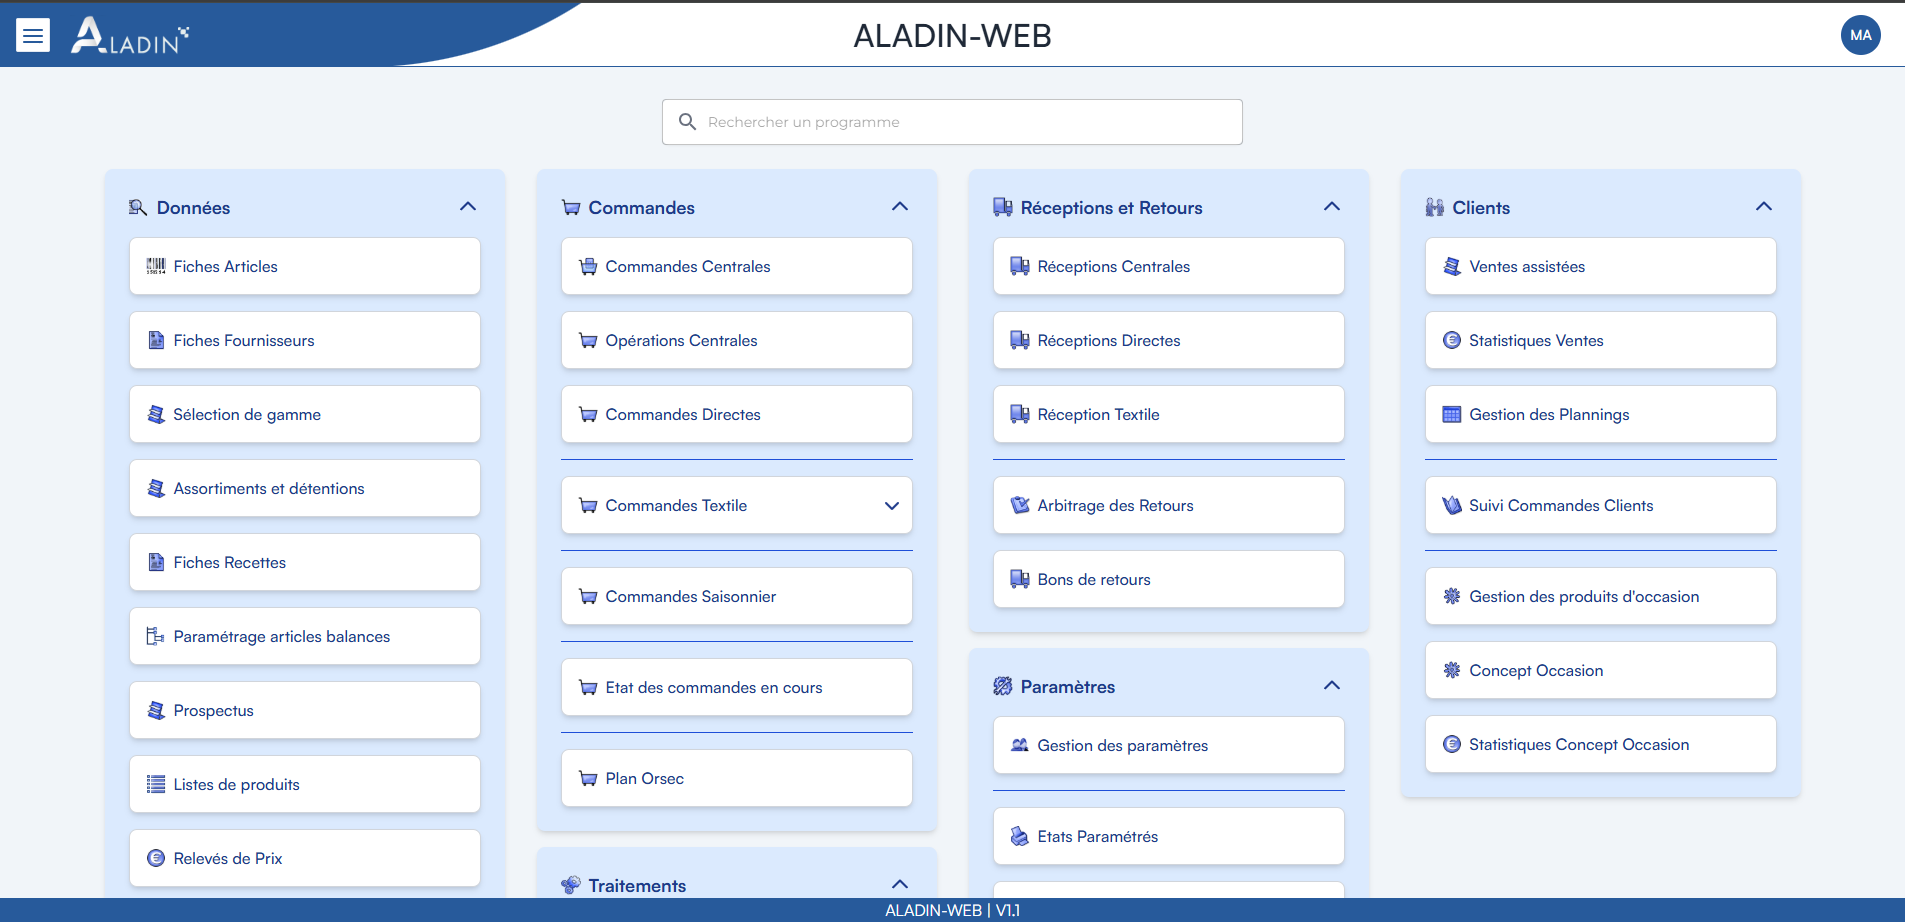 ALADIN
ALADIN-WEB
MA
Rechercher un programme
Données
Fiches Articles
Fiches Fournisseurs
Sélection de gamme
Assortiments et détentions
Fiches Recettes
Paramétrage articles balances
Prospectus
Listes de produits
Relevés de Prix
Commandes
Commandes Centrales
Opérations Centrales
Commandes Directes
Commandes Textile
Commandes Saisonnier
Etat des commandes en cours
Plan Orsec
Traitements
Réceptions et Retours
Réceptions Centrales
Réceptions Directes
Réception Textile
Arbitrage des Retours
Bons de retours
Paramètres
Gestion des paramètres
Etats Paramétrés
Clients
Ventes assistées
Statistiques Ventes
Gestion des Plannings
Suivi Commandes Clients
Gestion des produits d'occasion
Concept Occasion
Statistiques Concept Occasion
ALADIN-WEB | V1.1